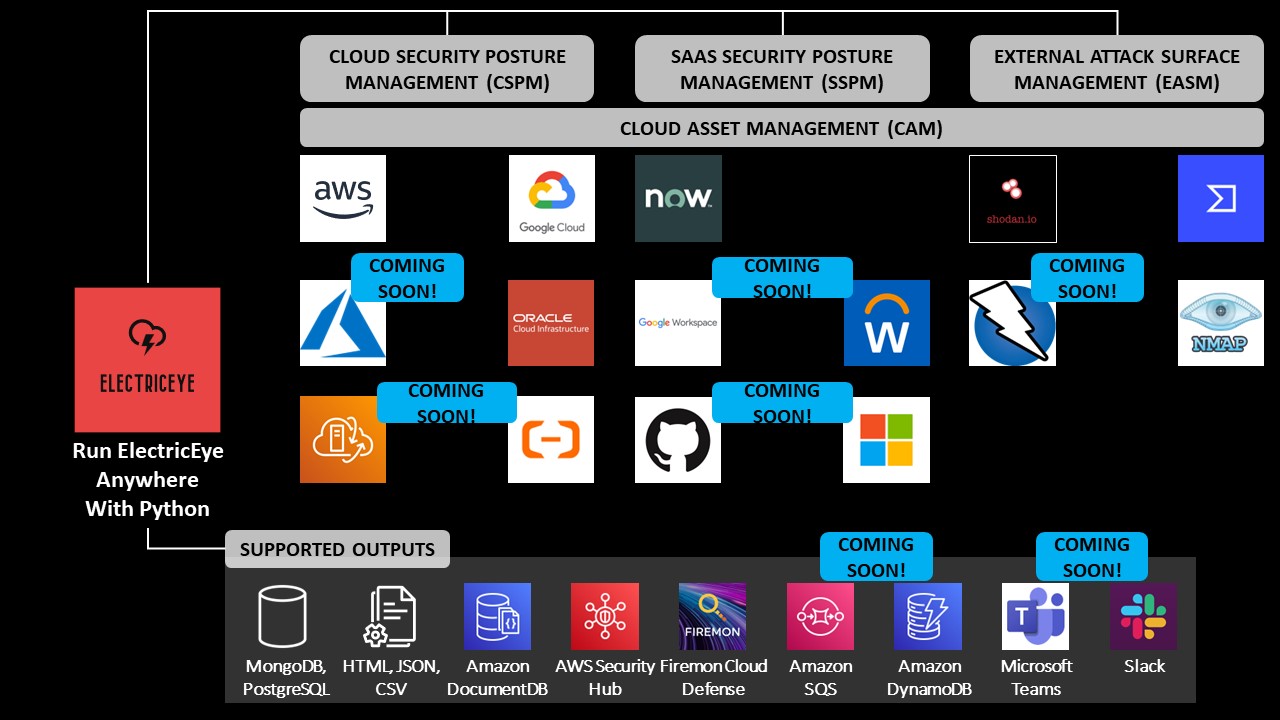 CLOUD SECURITY POSTURE
MANAGEMENT (CSPM)
SAAS SECURITY POSTURE
MANAGEMENT (SSPM)
EXTERNAL ATTACK SURFACE
MANAGEMENT (EASM)
CLOUD ASSET MANAGEMENT (CAM)
aws
Google Cloud
now
shodan.io
COMING
SOON!
COMING
SOON!
COMING
SOON!
ORACLE
Cloud Infrastructure
Google Workspace
W
NMAP
ELECTRICEYE
Run ElectricEye
Anywhere
With Python
COMING
SOON!
COMING
SOON!
SUPPORTED OUTPUTS
COMING
SOON!
COMING
SOON!
FIREMON
T
MongoDB,
PostgreSQL
HTML, JSON,
CSV
Amazon
DocumentDB
AWS Security
Hub
Firemon Cloud
Defense
Amazon
SQS
Amazon
DynamoDB
Microsoft
Teams
Slack